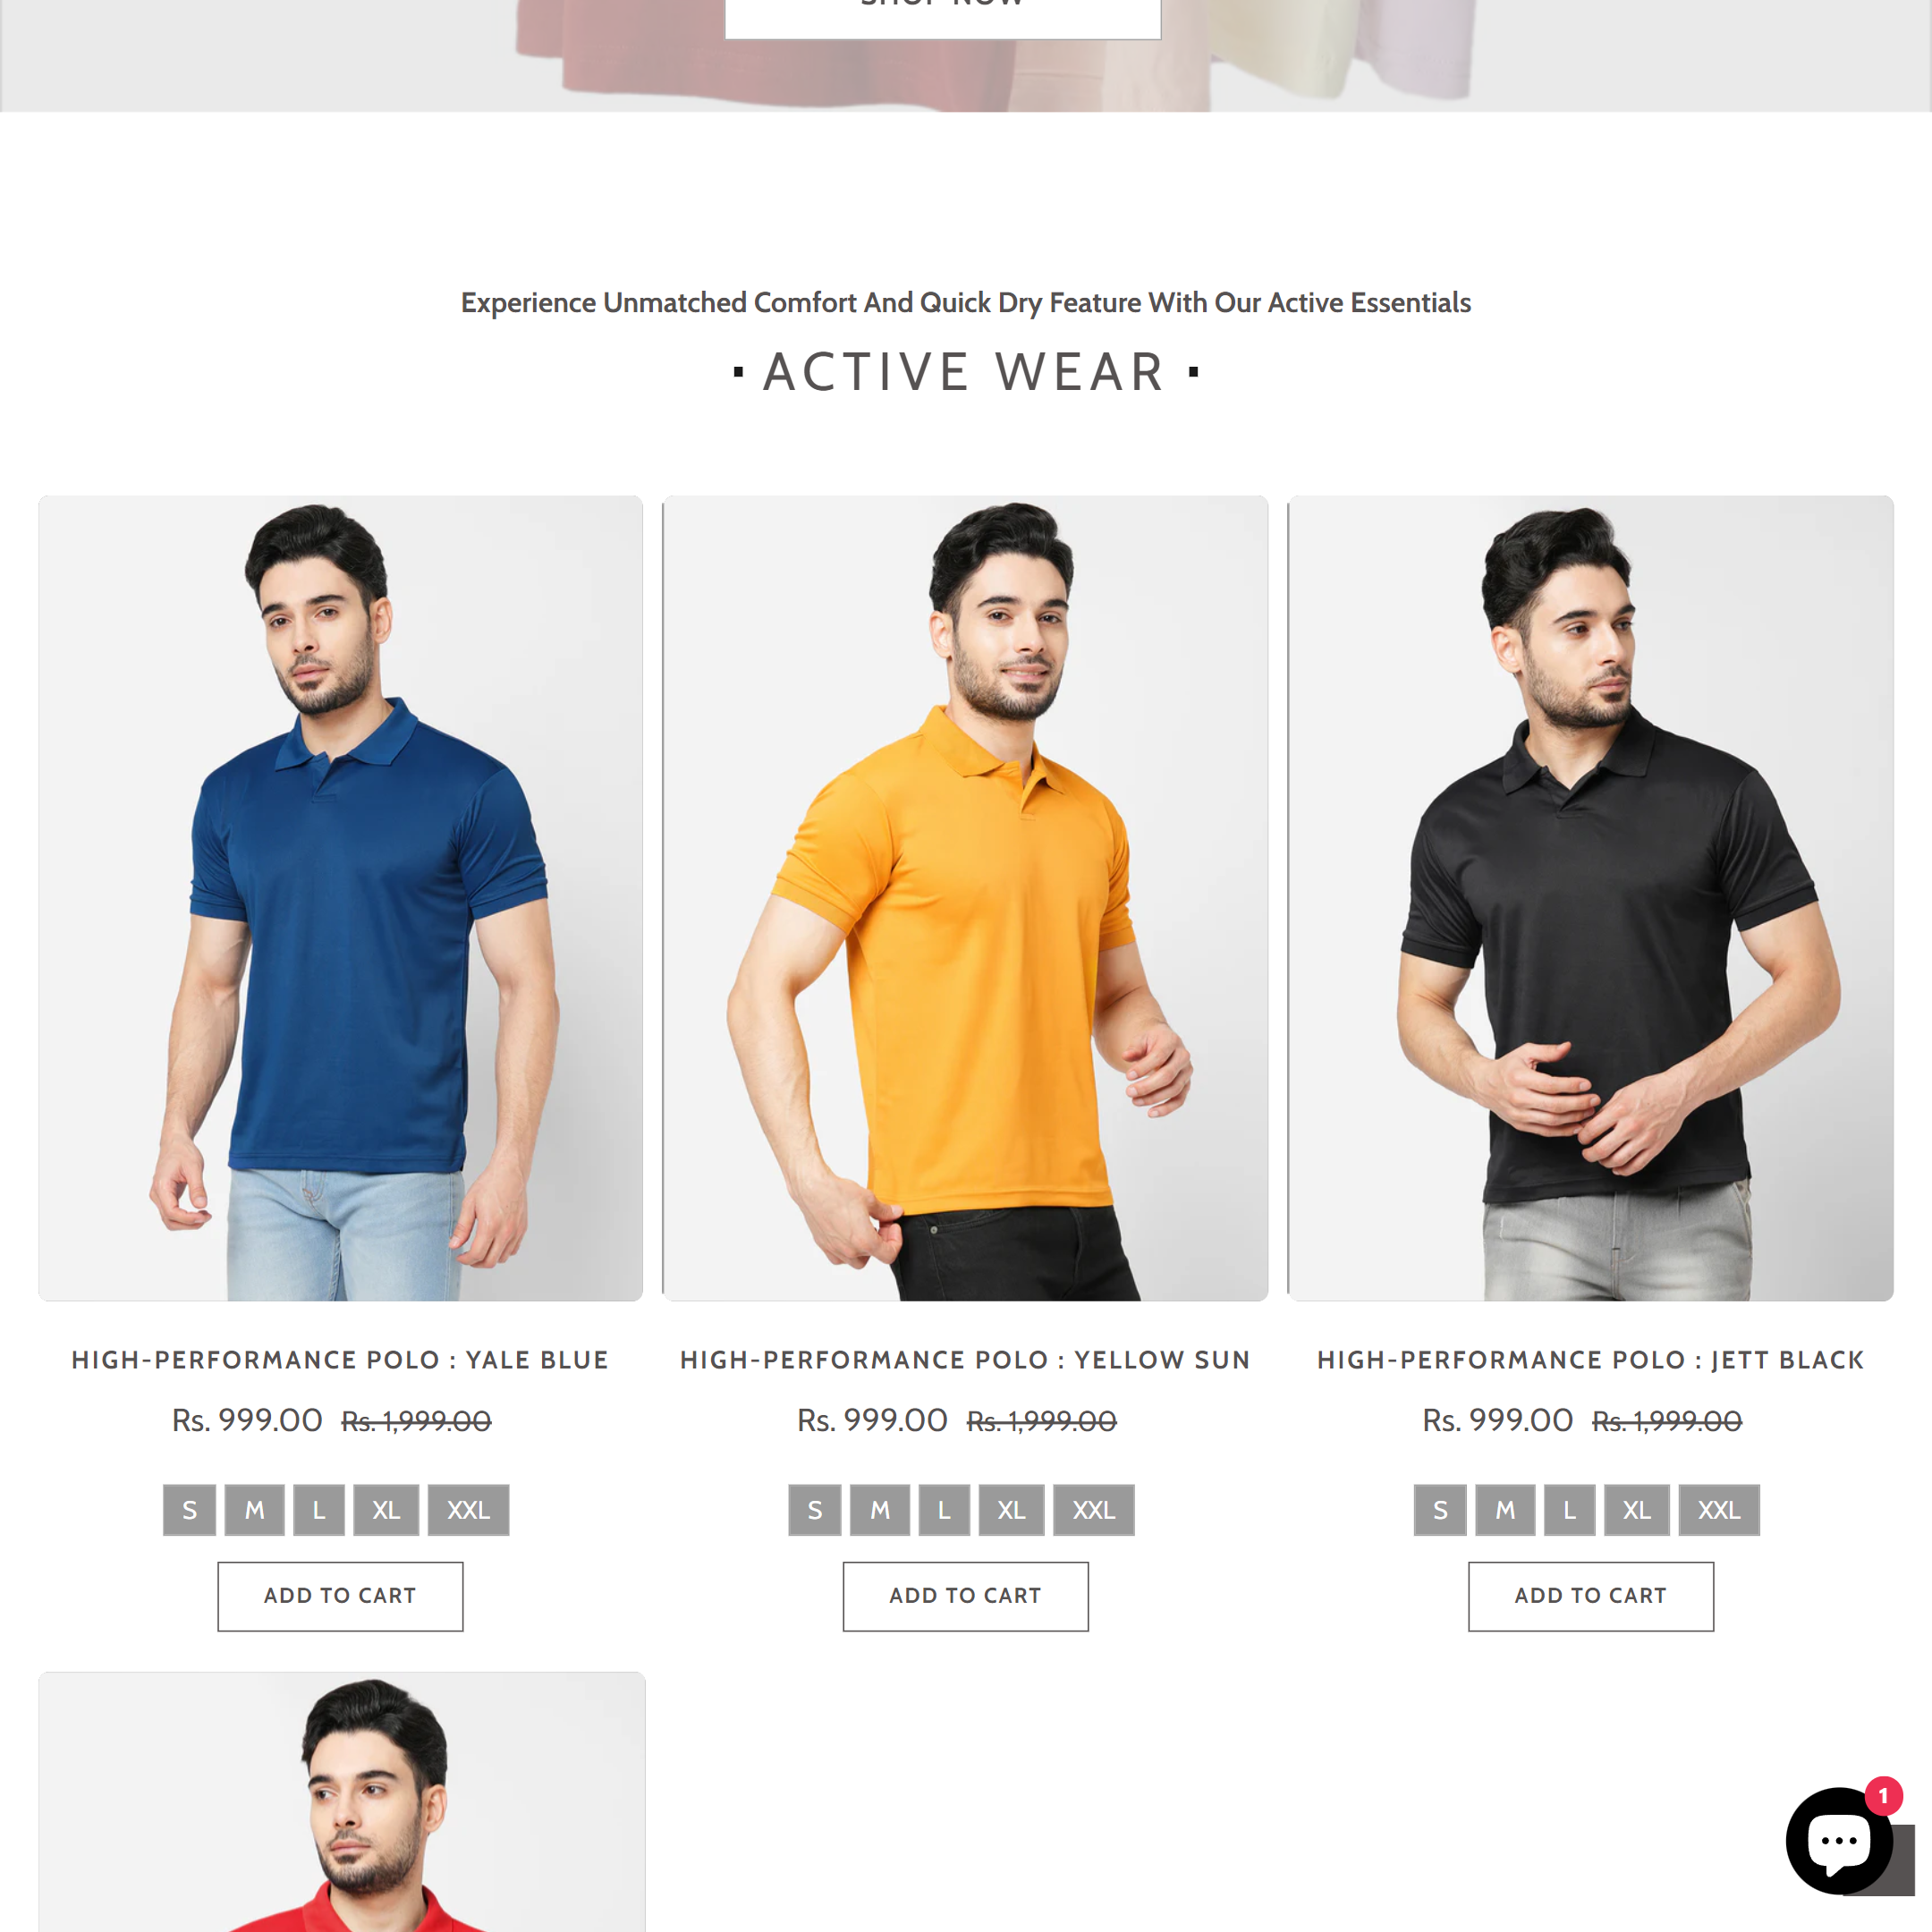 SHOP NOW
Experience Unmatched Comfort And Quick Dry Feature With Our Active Essentials
▪ ACTIVE WEAR ▪
HIGH-PERFORMANCE POLO : YALE BLUE
Rs. 999.00 Rs. 1,999.00
S M L XL XXL
ADD TO CART
HIGH-PERFORMANCE POLO : YELLOW SUN
Rs. 999.00 Rs. 1,999.00
S M L XL XXL
ADD TO CART
HIGH-PERFORMANCE POLO : JETT BLACK
Rs. 999.00 Rs. 1,999.00
S M L XL XXL
ADD TO CART
1